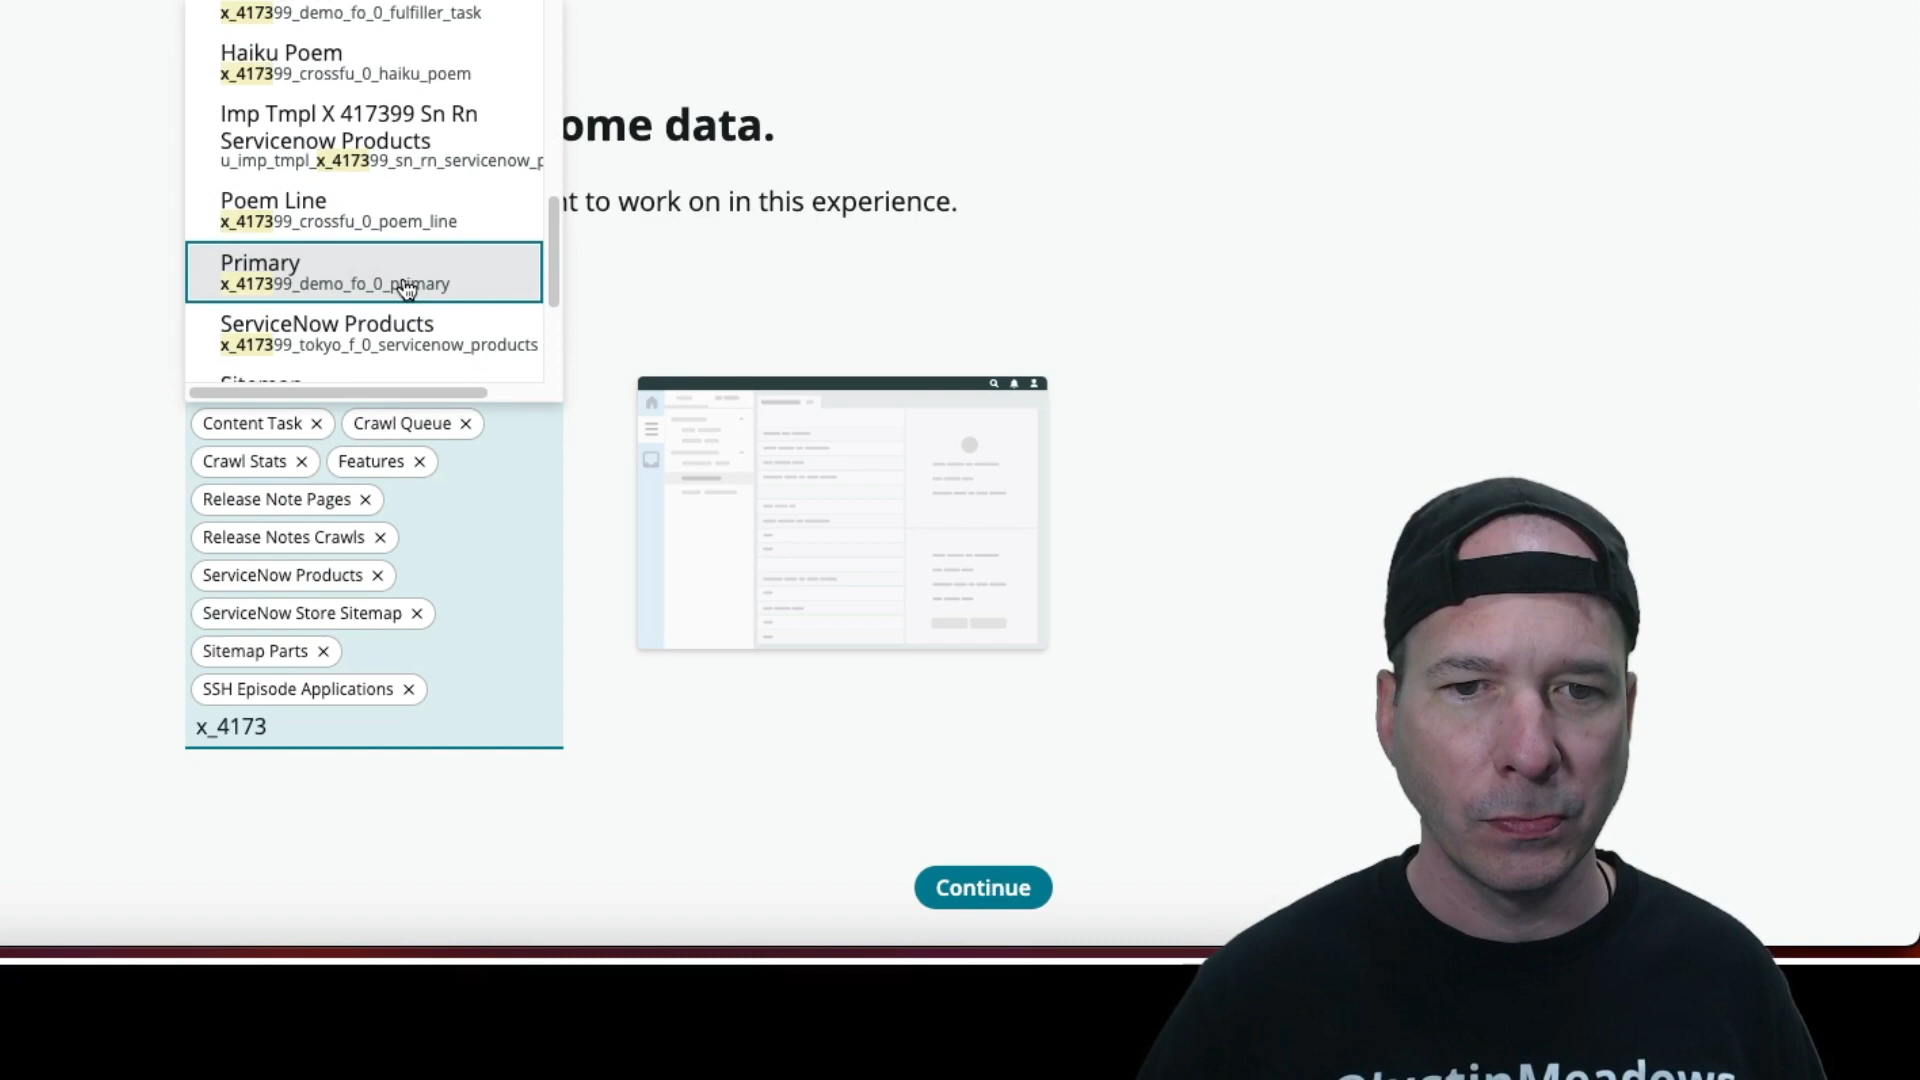 x_417399_demo_fo_0_fulfiller_task
Haiku Poem
x_417399_crossfu_0_haiku_poem
Imp Tmpl X 417399 Sn Rn
Servicenow Products
u_imp_tmpl_x_417399_sn_rn_servicenow_p
Poem Line
x_417399_crossfu_0_poem_line
Primary
x_417399_demo_fo_0_primary
ServiceNow Products
x_417399_tokyo_f_0_servicenow_products
ome data.
nt to work on in this experience.
Content Task ×
Crawl Queue ×
Crawl Stats ×
Features ×
Release Note Pages ×
Release Notes Crawls ×
ServiceNow Products ×
ServiceNow Store Sitemap ×
Sitemap Parts ×
SSH Episode Applications ×
x_4173
Continue